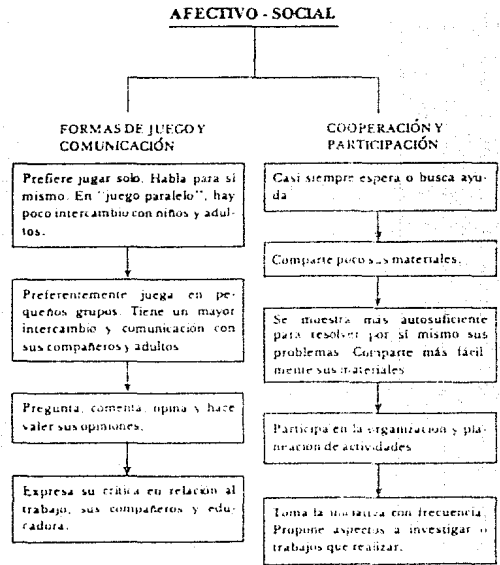 AFECTIVO - SOCIAL
FORMAS DE JUEGO Y
COMUNICACIÓN
Prefiere jugar solo. Habla para sí
mismo. En "juego paralelo", hay
poco intercambio con niños y adul-
tos.
Preferentemente juega en pe-
queños grupos. Tiene un mayor
intercambio y comunicación con
sus compañeros y adultos
Pregunta, comenta, opina y hace
valer sus opiniones.
Expresa su crítica en relación al
trabajo, sus compañeros y edu-
cadora.
COOPERACIÓN Y
PARTICIPACIÓN
Casi siempre espera o busca ayu-
da
Comparte poco sus materiales.
Se muestra más autosuficiente
para resolver por sí mismo sus
problemas. Comparte más fácil
mente sus materiales
Participa en la organización y pla-
neación de actividades
Toma la iniciativa con frecuencia.
Propone aspectos a investigar o
trabajos que realizar.